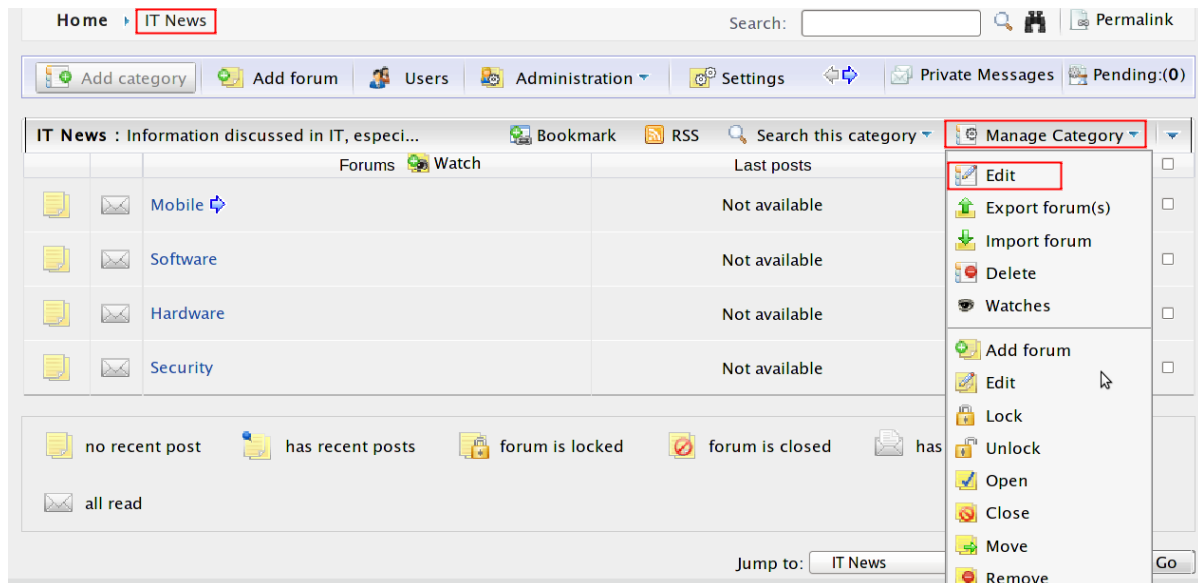 Home IT News Search: Permalink
Add category Add forum Users Administration Settings Private Messages Pending:(0)
IT News : Information discussed in IT, especi... Bookmark RSS Search this category Manage Category
Forums Watch Last posts
Edit
Mobile Not available
Export forum(s)
Import forum
Software Not available
Delete
Watches
Hardware Not available
Add forum
Security Not available
Edit
Lock
no recent post has recent posts forum is locked forum is closed has
Unlock
Open
all read
Close
Move
Jump to: IT News Go
Remove